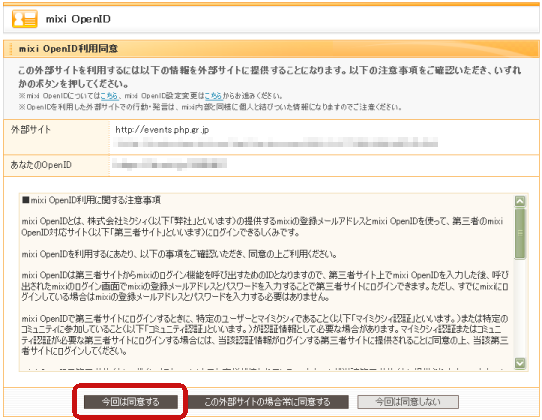 mixi OpenID
mixi OpenID利用同意
この外部サイトを利用するには以下の情報を外部サイトに提供することになります。以下の注意事項をご確認いただき、いずれ
かのボタンを押してください。
※mixi OpenIDについてはこちら、mixi OpenID設定変更はこちらからお進みください。
※OpenIDを利用した外部サイトでの行動・発言は、mixi内部と同様に個人と結びついた情報になりますのでご注意ください。
外部サイト
http://events.php.gr.jp
あなたのOpenID
■mixi OpenID利用に関する注意事項
mixi OpenIDとは、株式会社ミクシィ(以下「弊社」といいます)の提供するmixiの登録メールアドレスとmixi OpenIDを使って、第三者のmixi
OpenID対応サイト(以下「第三者サイト」といいます)にログインできるしくみです。
mixi OpenIDを利用するにあたり、以下の事項をご確認いただき、同意の上ご利用ください。
mixi OpenIDは第三者サイトからmixiのログイン機能を呼び出すためのIDとなりますので、第三者サイト上でmixi OpenIDを入力した後、呼び
出されたmixiのログイン画面でmixiの登録メールアドレスとパスワードを入力することで第三者サイトにログインできます。ただし、すでにmixiにロ
グインしている場合はmixiの登録メールアドレスとパスワードを入力する必要はありません。
mixi OpenIDで第三者サイトにログインするときに、特定のユーザーとマイミクシィであること(以下「マイミクシィ認証」といいます。)または特定の
コミュニティに参加していること(以下「コミュニティ認証」といいます。)が認証情報として必要な場合があります。マイミクシィ認証またはコミュニ
ティ認証が必要な第三者サイトにログインする場合には、当該認証情報がログインする第三者サイトに提供されることに同意の上、当該第三
者サイトにログインしてください。
今回は同意する
この外部サイトの場合常に同意する
今回は同意しない